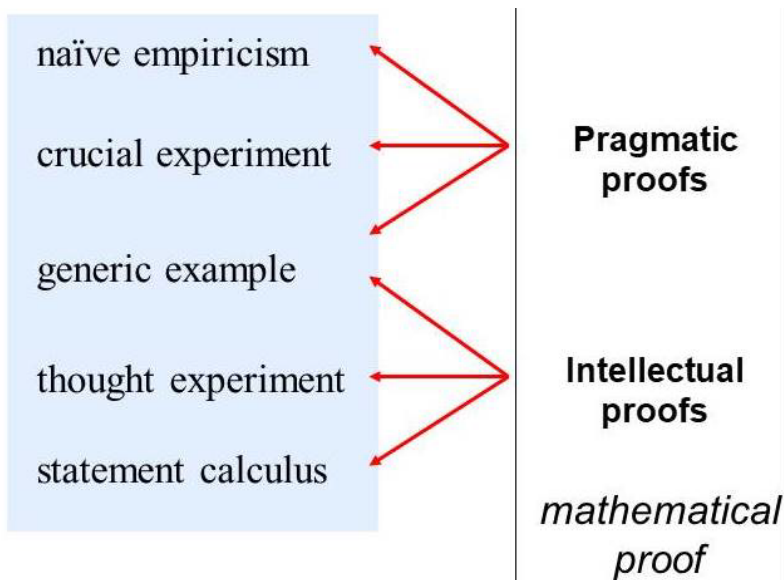 naïve empiricism
crucial experiment
generic example
thought experiment
statement calculus
Pragmatic
proofs
Intellectual
proofs
mathematical
proof